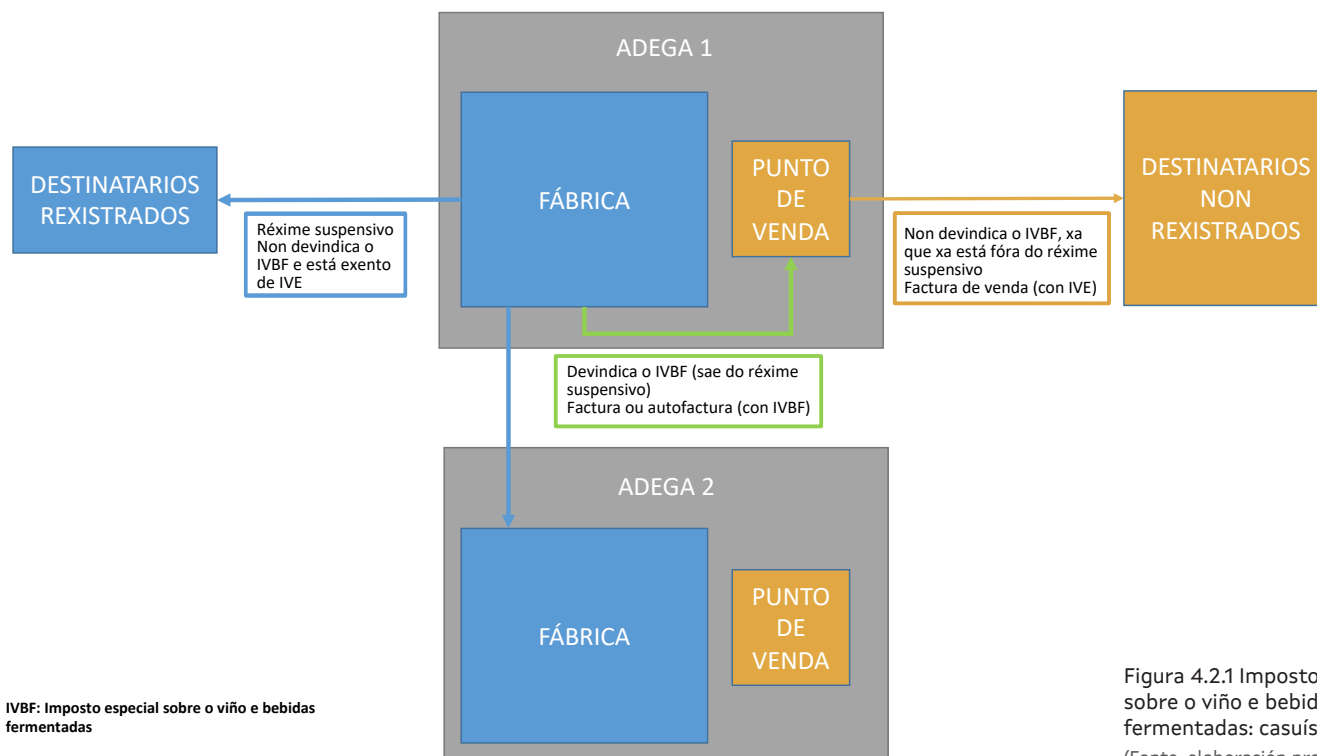 ADEGA 1
FÁBRICA
PUNTO
DE
VENDA
DESTINATARIOS
REXISTRADOS
Réxime suspensivo
Non devindica o
IVBF e está exento
de IVE
DESTINATARIOS
NON
REXISTRADOS
Non devindica o IVBF, xa
que xa está fóra do réxime
suspensivo
Factura de venda (con IVE)
Devindica o IVBF (sae do réxime
suspensivo)
Factura ou autofactura (con IVBF)
ADEGA 2
FÁBRICA
PUNTO
DE
VENDA
IVBF: Imposto especial sobre o viño e bebidas
fermentadas
Figura 4.2.1 Imposto
sobre o viño e
fermentadas: